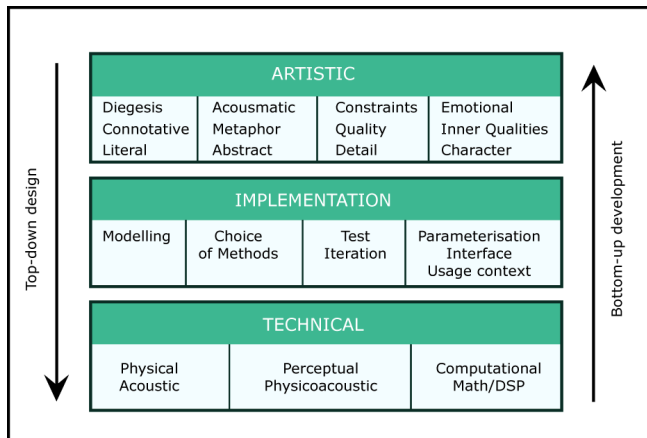 Top-down design
ARTISTIC
Diegesis
Connotative
Literal
Acousmatic
Metaphor
Abstract
Constraints
Quality
Detail
Emotional
Inner Qualities
Character
IMPLEMENTATION
Modelling
Choice
of Methods
Test
Iteration
Parameterisation
Interface
Usage context
TECHNICAL
Physical
Acoustic
Perceptual
Physicoacoustic
Computational
Math/DSP
Bottom-up development